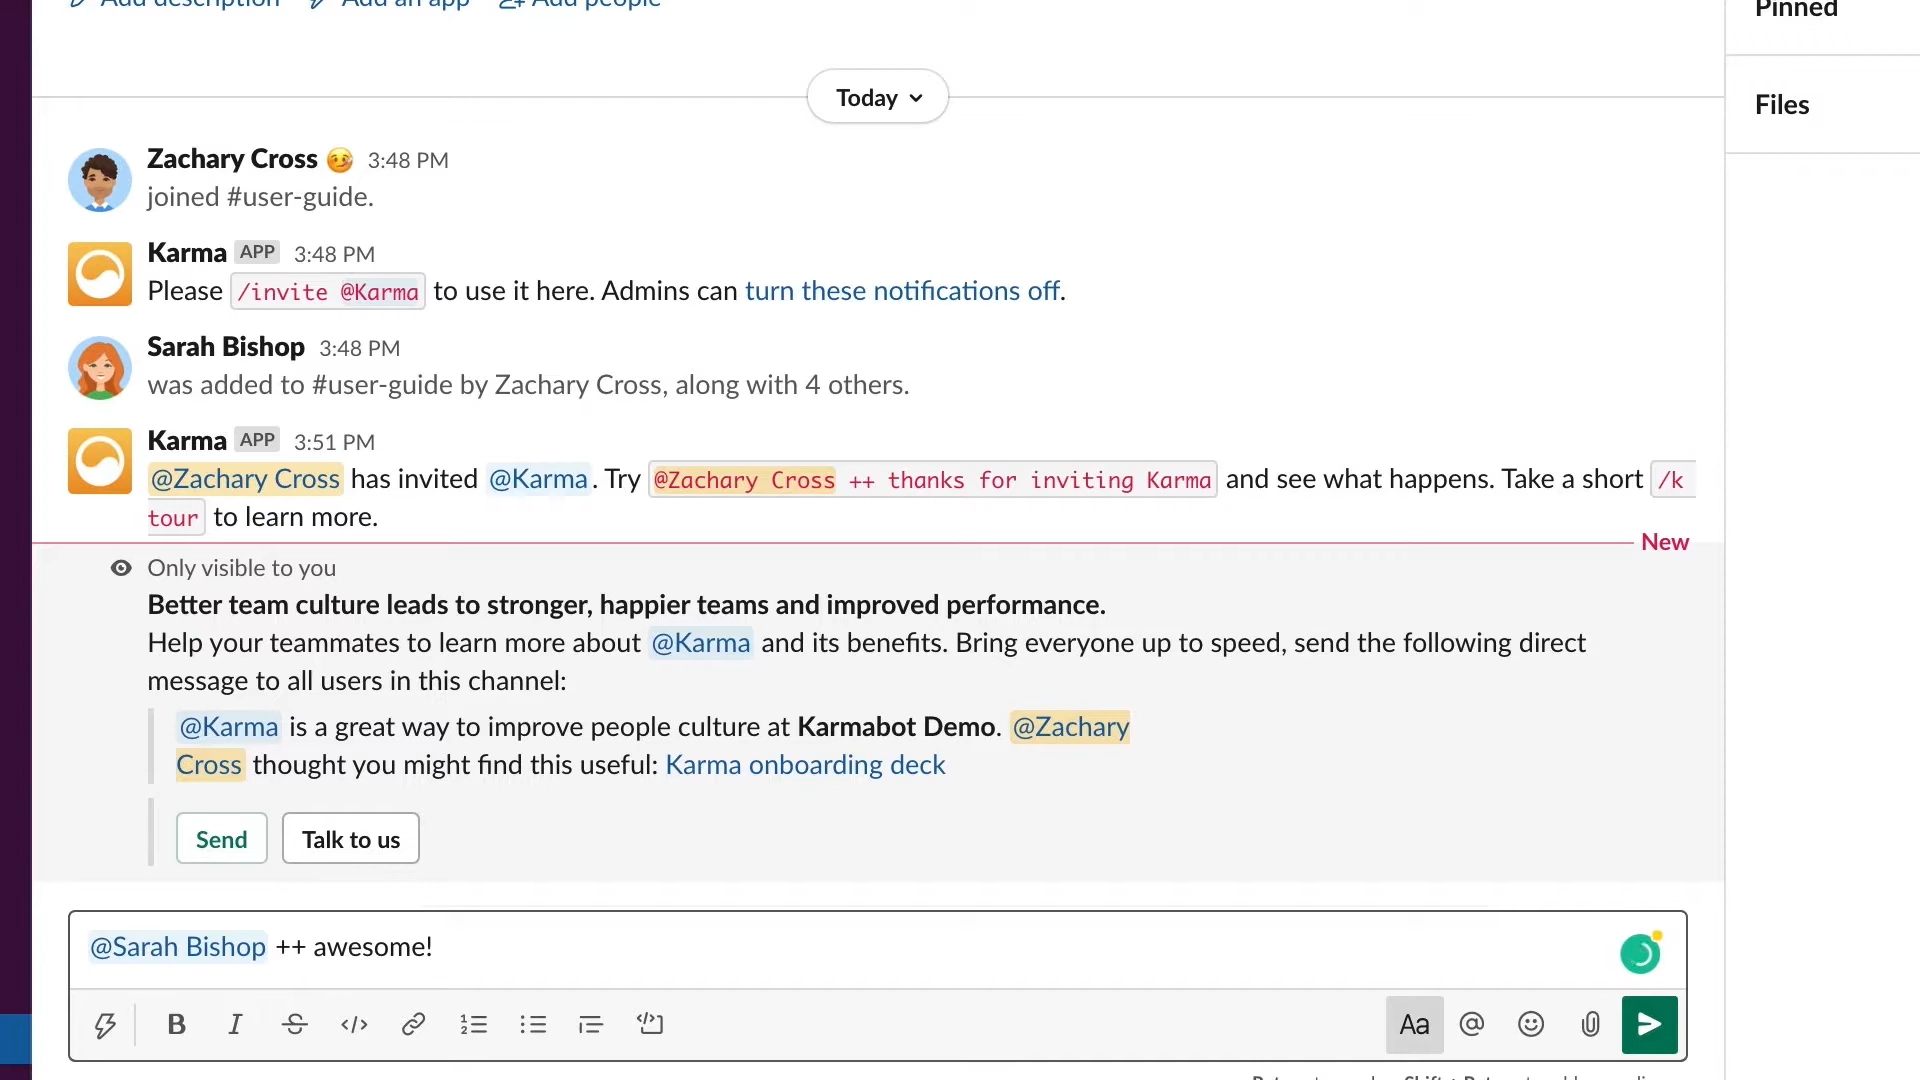 Add description Add an app Add people
Pinned
Today
Files
Zachary Cross 3:48 PM
joined #user-guide.
Karma APP 3:48 PM
Please /invite @Karma to use it here. Admins can turn these notifications off.
Sarah Bishop 3:48 PM
was added to #user-guide by Zachary Cross, along with 4 others.
Karma APP 3:51 PM
@Zachary Cross has invited @Karma. Try @Zachary Cross ++ thanks for inviting Karma and see what happens. Take a short /k
tour to learn more.
New
Only visible to you
Better team culture leads to stronger, happier teams and improved performance.
Help your teammates to learn more about @Karma and its benefits. Bring everyone up to speed, send the following direct
message to all users in this channel:
@Karma is a great way to improve people culture at Karmabot Demo. @Zachary
Cross thought you might find this useful: Karma onboarding deck
Send Talk to us
@Sarah Bishop ++ awesome!
B I S Aa @